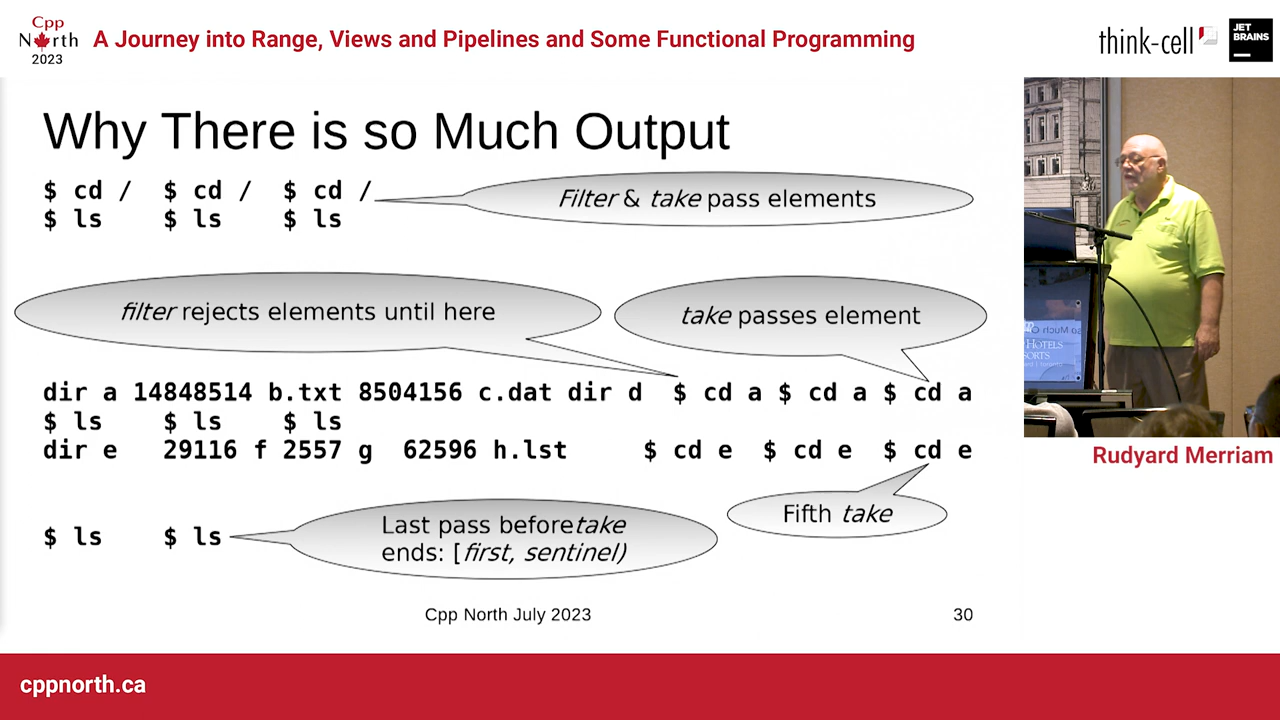 Cpp
North
2023
A Journey into Range, Views and Pipelines and Some Functional Programming
think-cell
JET
BRAINS
Why There is so Much Output
$ cd / $ cd / $ cd /
$ ls $ ls $ ls
Filter & take pass elements
filter rejects elements until here
take passes element
dir a 14848514 b.txt 8504156 c.dat dir d $ cd a $ cd a $ cd a
$ ls $ ls $ ls
dir e 29116 f 2557 g 62596 h.lst $ cd e $ cd e $ cd e
Fifth take
$ ls $ ls
Last pass beforetake
ends: [first, sentinel)
Cpp North July 2023
30
HOTELS
Rudyard Merriam
cppnorth.ca